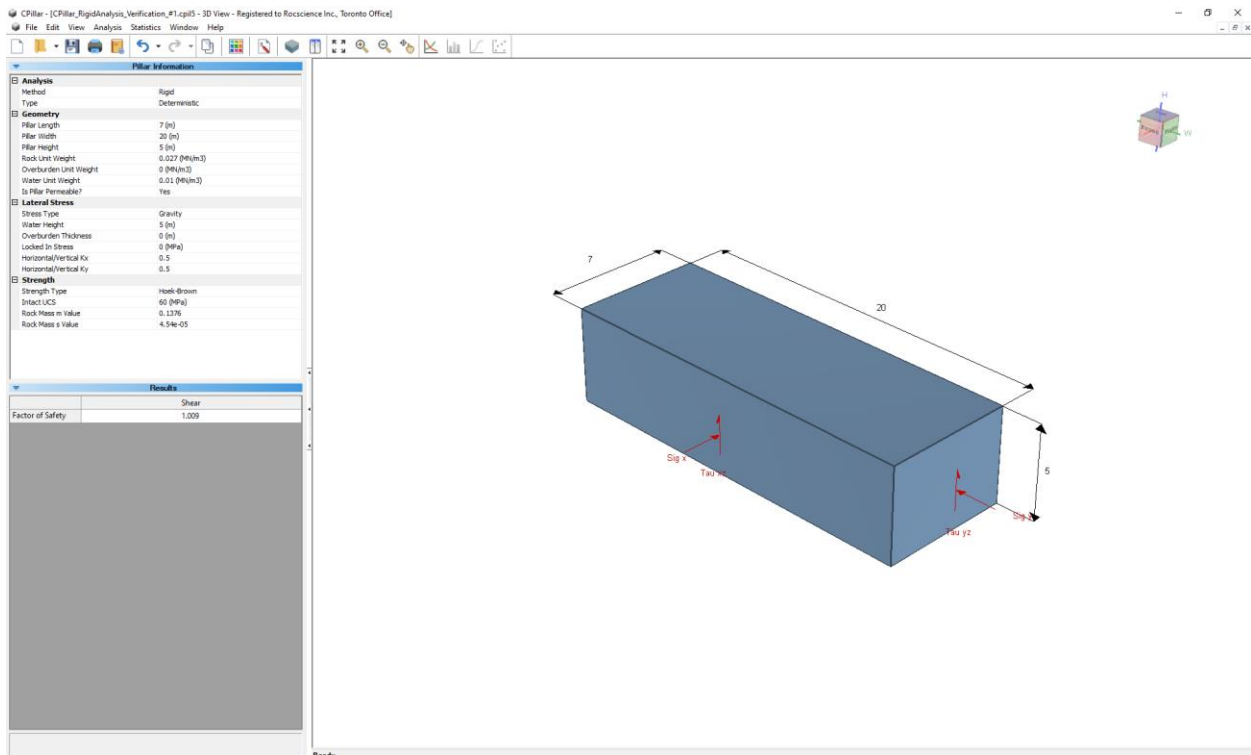 CPillar - [CPillar_RigidAnalysis_Verification_#1.cpil5 - 3D View - Registered to Rocscience Inc., Toronto Office]
File Edit View Analysis Statistics Window Help
Pillar Information
Analysis
Method Rigid
Type Deterministic
Geometry
Pillar Length 7 (m)
Pillar Width 20 (m)
Pillar Height 5 (m)
Rock Unit Weight 0.027 (MN/m3)
Overburden Unit Weight 0 (MN/m3)
Water Unit Weight 0.01 (MN/m3)
Is Pillar Permeable? Yes
Lateral Stress
Stress Type Gravity
Water Height 5 (m)
Overburden Thickness 0 (m)
Locked In Stress 0 (MPa)
Horizontal/Vertical Kx 0.5
Horizontal/Vertical Ky 0.5
Strength
Strength Type Hoek-Brown
Intact UCS 60 (MPa)
Rock Mass m Value 0.1376
Rock Mass s Value 4.54e-05
Results
Shear
Factor of Safety 1.009
H
W
Front
7
20
5
Sig x
Tau xz
Sig y
Tau yz